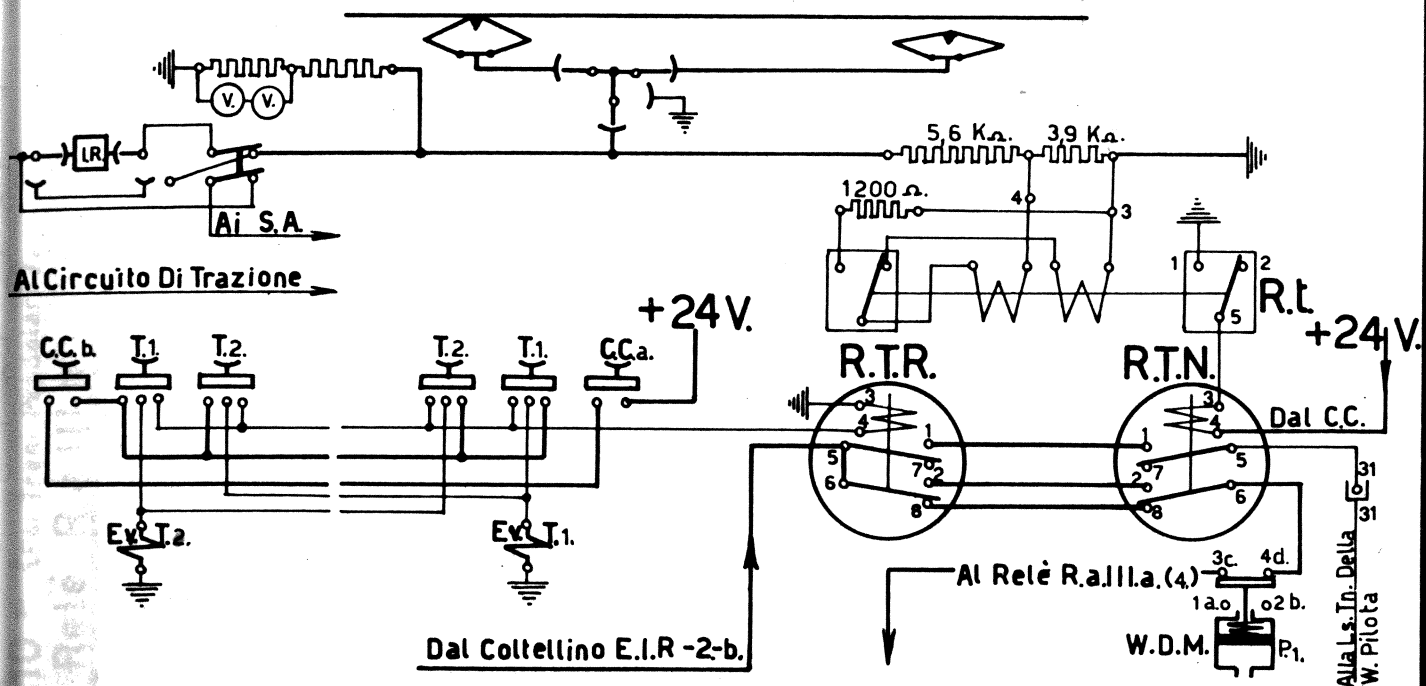 V. V.
5,6 KΩ. 3,9 KΩ.
I.R
1200 Ω.
4
3
Ai S.A.
1 2
Al Circuito Di Trazione
R.t.
5
+24V.
+24V.
C.C.b. T.1. T.2. T.2. T.1. C.C.a.
R.T.R. R.T.N.
3 3
4 4
Dal C.C.
1 1
5 5
7 2 2 7
6 6
8 8
31
31
Ev. T.2. Ev. T.1.
3c. 4d.
Al Relè R.a.III.a.(4)
1a. 2b.
W.D.M. P.1.
Dal Coltellino E.I.R-2-b.
Alla Ls. Tn. Della
W. Pilota